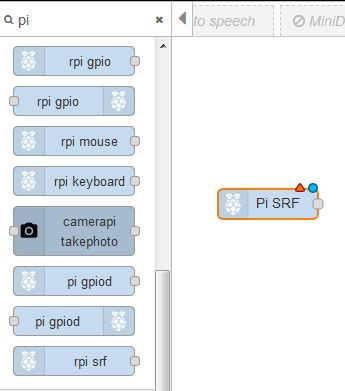 pi
to speech
MiniD
rpi gpio
rpi gpio
rpi mouse
rpi keyboard
camerapi
takephoto
pi gpiod
pi gpiod
rpi srf
Pi SRF